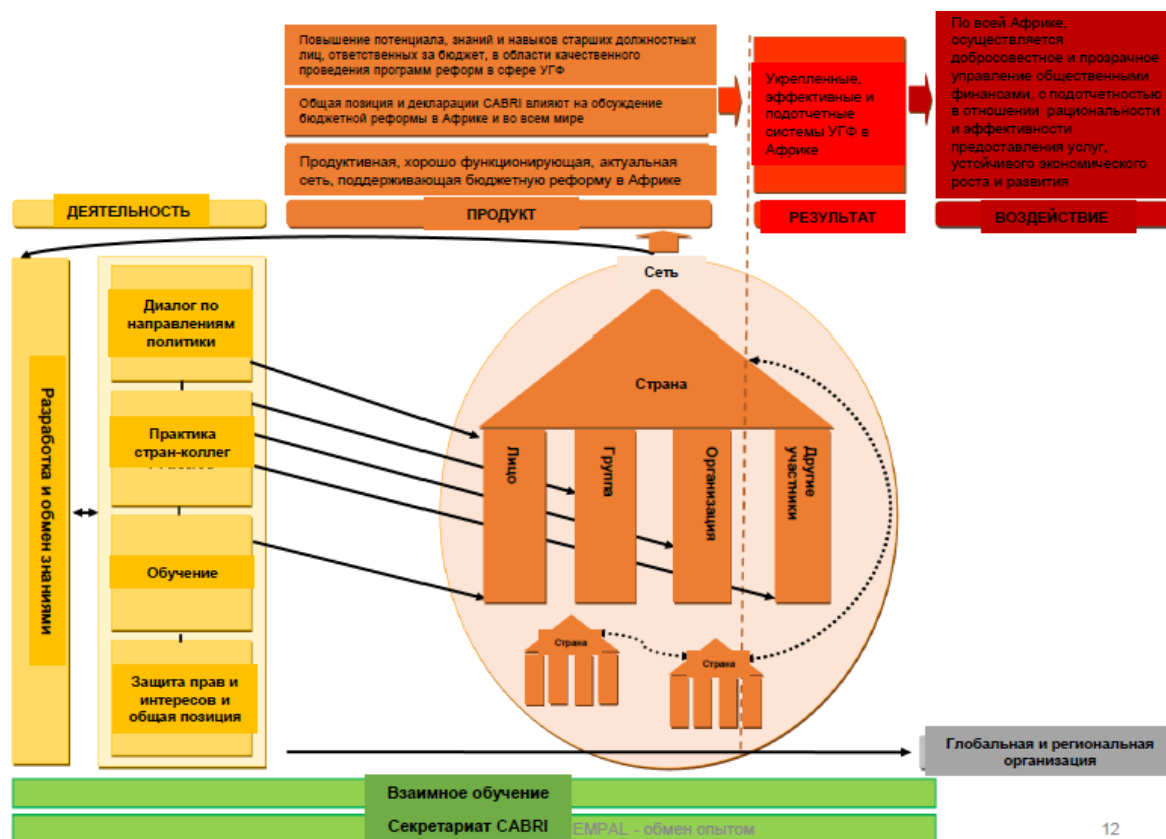 Повышение потенциала, знаний и навыков старших должностных
лиц, ответственных за бюджет, в области качественного
проведения программ реформ в сфере УГФ
Общая позиция и декларации CABRI влияют на обсуждение
бюджетной реформы в Африке и во всем мире
Продуктивная, хорошо функционирующая, актуальная
сеть, поддерживающая бюджетную реформу в Африке
Укрепленные,
эффективные и
подотчетные
системы УГФ в
Африке
По всей Африке,
осуществляется
добросовестное и прозрачное
управление общественными
финансами, с подотчетностью
в отношении рациональности
и эффективности
предоставления услуг,
устойчивого экономического
роста и развития
ДЕЯТЕЛЬНОСТЬ
ПРОДУКТ
РЕЗУЛЬТАТ
ВОЗДЕЙСТВИЕ
Разработка и обмен знаниями
Диалог по
направлениям
политики
Практика
стран-коллег
Обучение
Защита прав и
интересов и
общая позиция
Сеть
Страна
Лицо
Группа
Организация
Другие
участники
Страна
Страна
Глобальная и региональная
организация
Взаимное обучение
Секретариат CABRI
EMPAL - обмен опытом
12